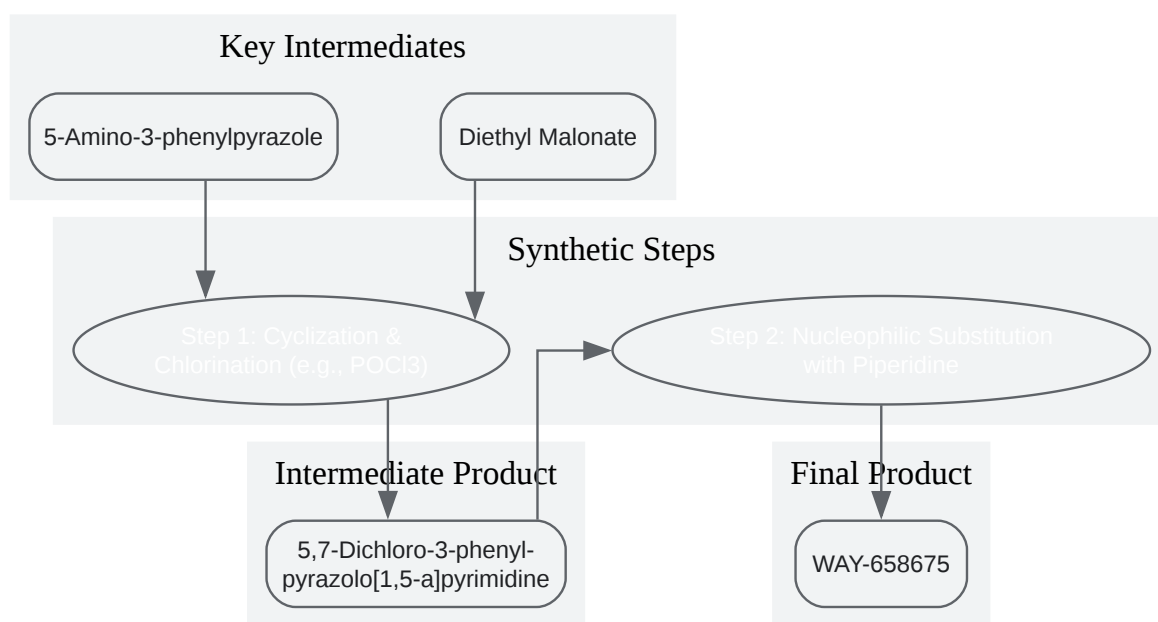 Key Intermediates
5-Amino-3-phenylpyrazole
Diethyl Malonate
Synthetic Steps
Step 1: Cyclization &
Chlorination (e.g., POCl3)
Step 2: Nucleophilic Substitution
with Piperidine
Intermediate Product
5,7-Dichloro-3-phenyl-
pyrazolo[1,5-a]pyrimidine
Final Product
WAY-658675